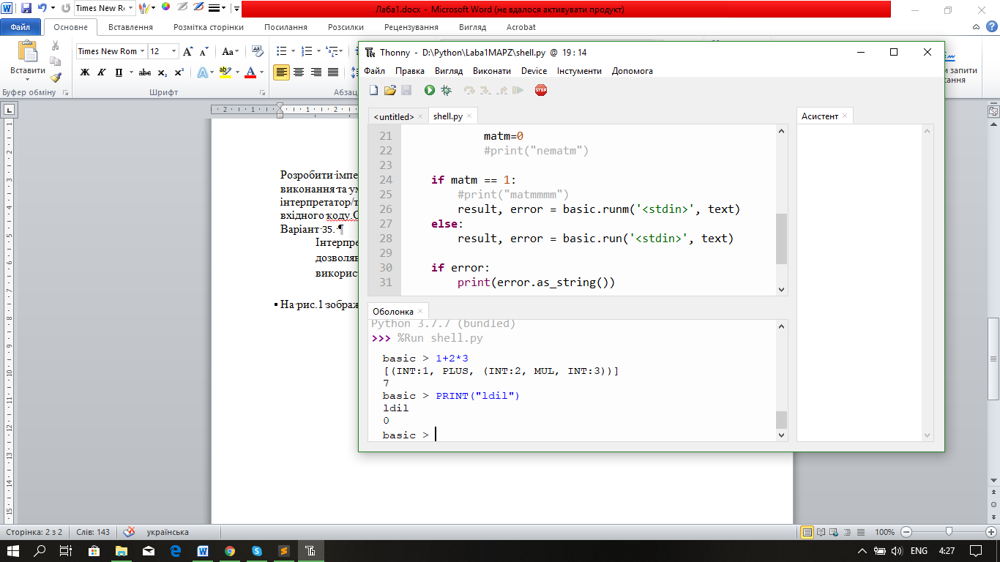 Times New R
Лаба1.docx - Microsoft Word (не вдалося активувати продукт)
Файл
Основне
Вставлення
Розмітка сторінки
Посилання
Розсилки
Рецензування
Вигляд
Acrobat
Вставити
Times New Rom
12
Aa
Ж К П abc x₂ x²
Буфер обміну
Шрифт
Абзац
и запити
сання
Thonny - D:\Python\Laba1MAPZ\shell.py @ 19 : 14
Файл Правка Вигляд Виконати Device Інстументи Допомога
STOP
<untitled>
shell.py
Асистент
21 matm=0
22 #print("nematm")
23
24 if matm == 1:
25 #print("matmmmm")
26 result, error = basic.runm('<stdin>', text)
27 else:
28 result, error = basic.run('<stdin>', text)
29
30 if error:
31 print(error.as_string())
Оболонка
Python 3.7.7 (bundled)
>>> %Run shell.py
basic > 1+2*3
[(INT:1, PLUS, (INT:2, MUL, INT:3))]
7
basic > PRINT("ldil")
ldil
0
basic >
Розробити імпе
виконання та ум
інтерпретатор/т
вхідного коду.
Варіант 35. ¶
Інтерпре
дозволяв
використ
На рис.1 зображ
Сторінка: 2 з 2
Слів: 143
українська
100%
ENG
4:27